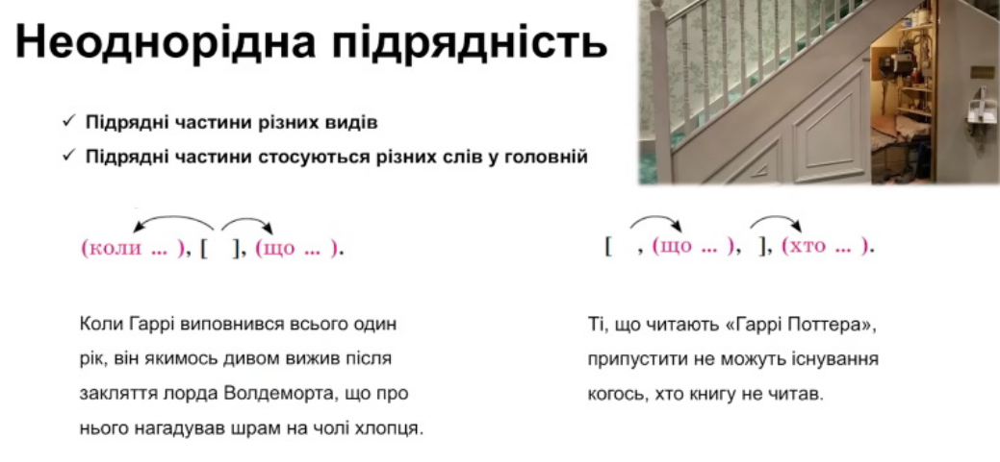 Неоднорідна підрядність
✓ Підрядні частини різних видів
✓ Підрядні частини стосуються різних слів у головній
(коли ... ), [   ], (що ... ).
[   , (що ... ),   ], (хто ... ).
Коли Гаррі виповнився всього один
рік, він якимось дивом вижив після
закляття лорда Волдеморта, що про
нього нагадував шрам на чолі хлопця.
Ті, що читають «Гаррі Поттера»,
припустити не можуть існування
когось, хто книгу не читав.